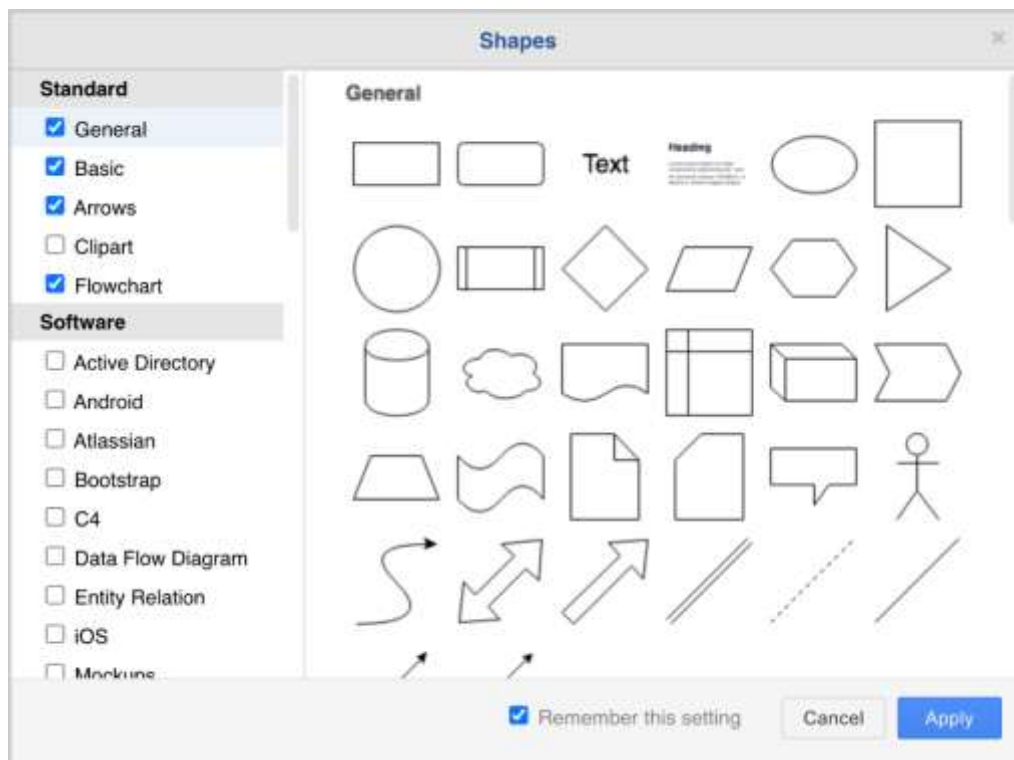 Shapes
Standard
General
Basic
Arrows
Clipart
Flowchart
Software
Active Directory
Android
Atlassian
Bootstrap
C4
Data Flow Diagram
Entity Relation
iOS
Mockups
General
Text
Heading
Remember this setting
Cancel
Apply